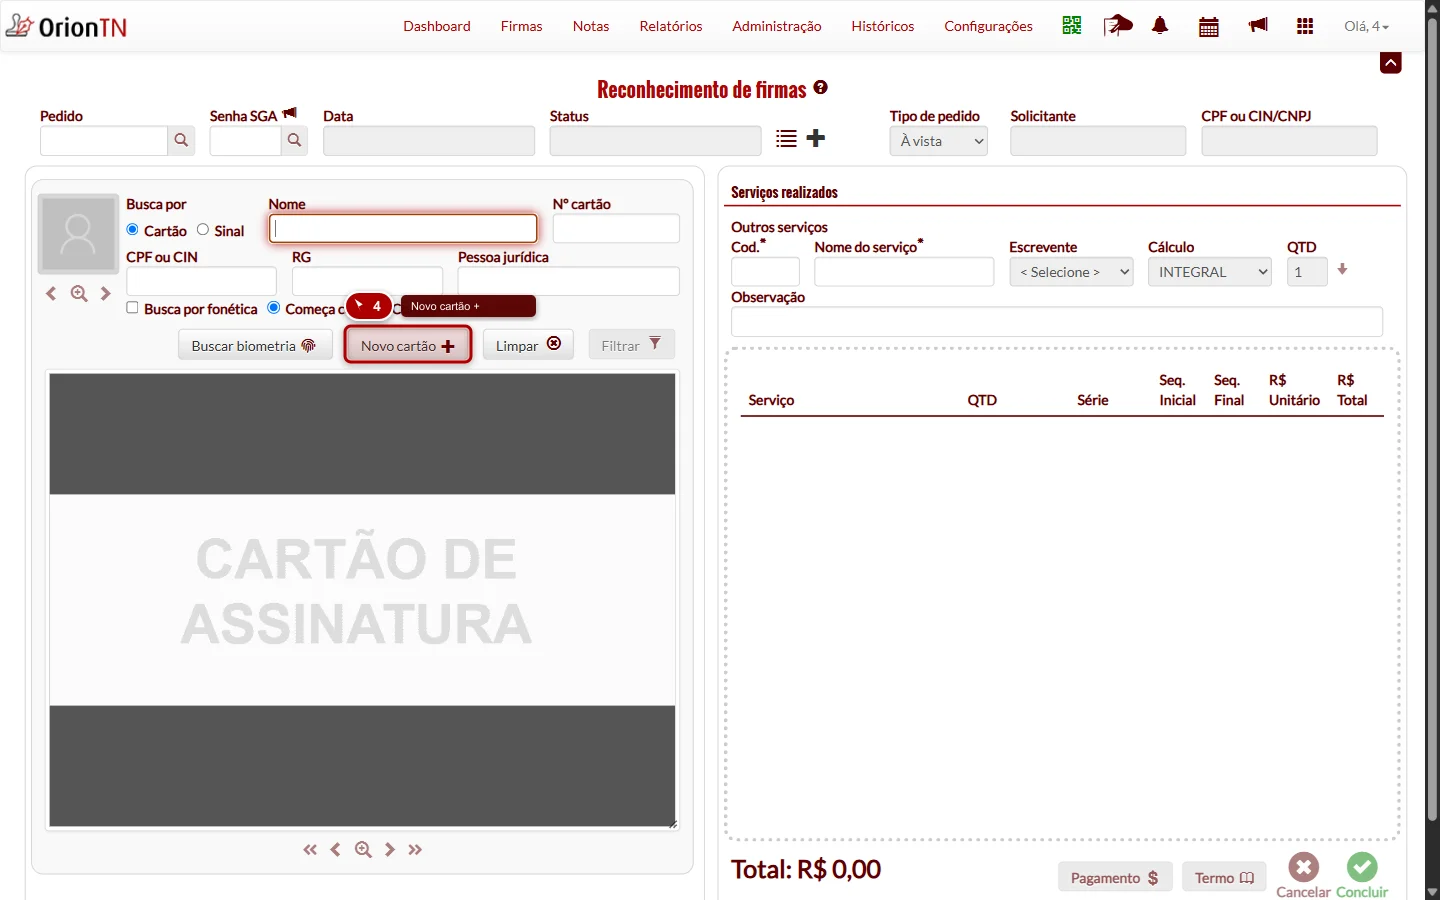 OrionTN
Dashboard
Firmas
Notas
Relatórios
Administração
Históricos
Configurações
Olá, 4
Reconhecimento de firmas
Pedido
Senha SGA
Data
Status
Tipo de pedido
Solicitante
CPF ou CIN/CNPJ
À vista
Busca por
Nome
Nº cartão
Cartão
Sinal
CPF ou CIN
RG
Pessoa jurídica
Busca por fonética
Começa c
4
Novo cartão +
Buscar biometria
Novo cartão
Limpar
Filtrar
CARTÃO DE
ASSINATURA
Serviços realizados
Outros serviços
Cod.*
Nome do serviço*
Escrevente
Cálculo
QTD
< Selecione >
INTEGRAL
1
Observação
Serviço
QTD
Série
Seq. Inicial
Seq. Final
R$ Unitário
R$ Total
Total: R$ 0,00
Pagamento $
Termo
Cancelar
Concluir